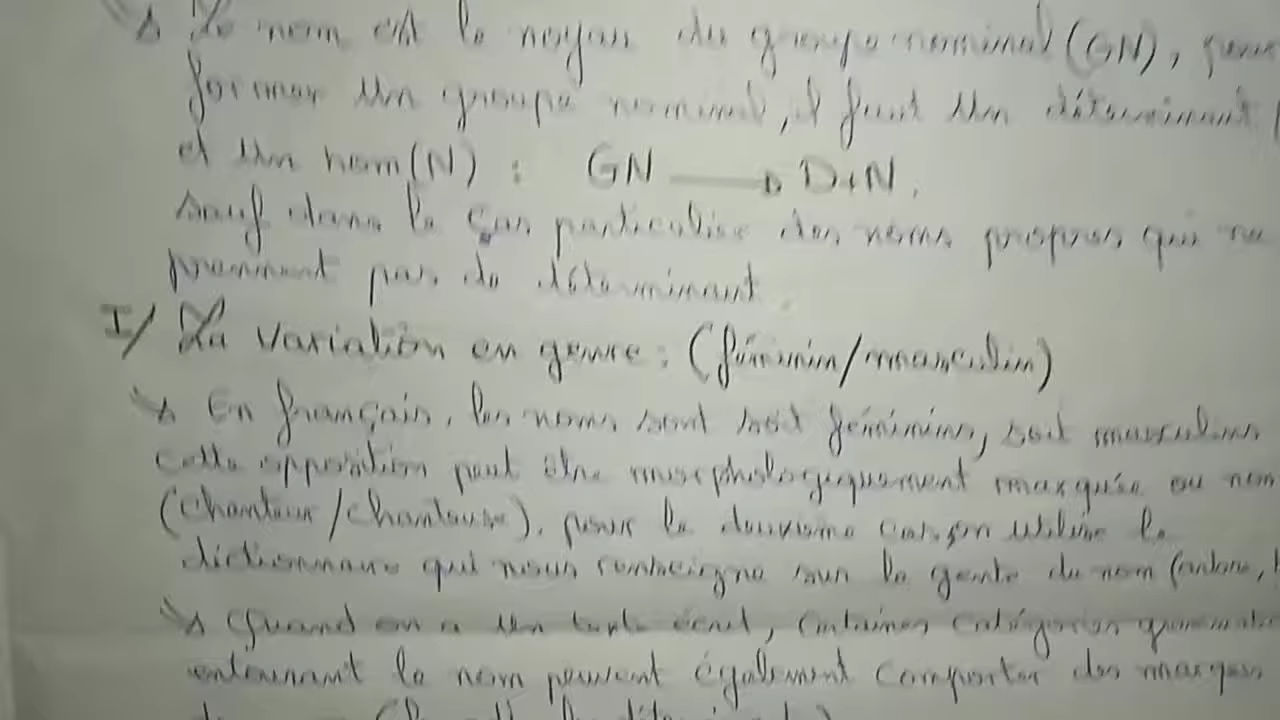 Le nom est le noyau du groupe nominal (GN), pour
former un groupe nominal, il faut un déterminant
et un nom (N) : GN → D+N.
sauf dans le cas particulier des noms propres qui ne
prennent pas de déterminant.
I/ La variation en genre : (féminin/masculin)
En français, les noms sont soit féminins, soit masculins
cette opposition peut être morphologiquement marquée ou non
(chanteur/chanteuse). pour le deuxième cas, on utilise le
dictionnaire qui nous renseigne sur le genre du nom (arbre,
Quand on a un texte écrit, certaines catégories
entourant le nom peuvent également comporter des marques